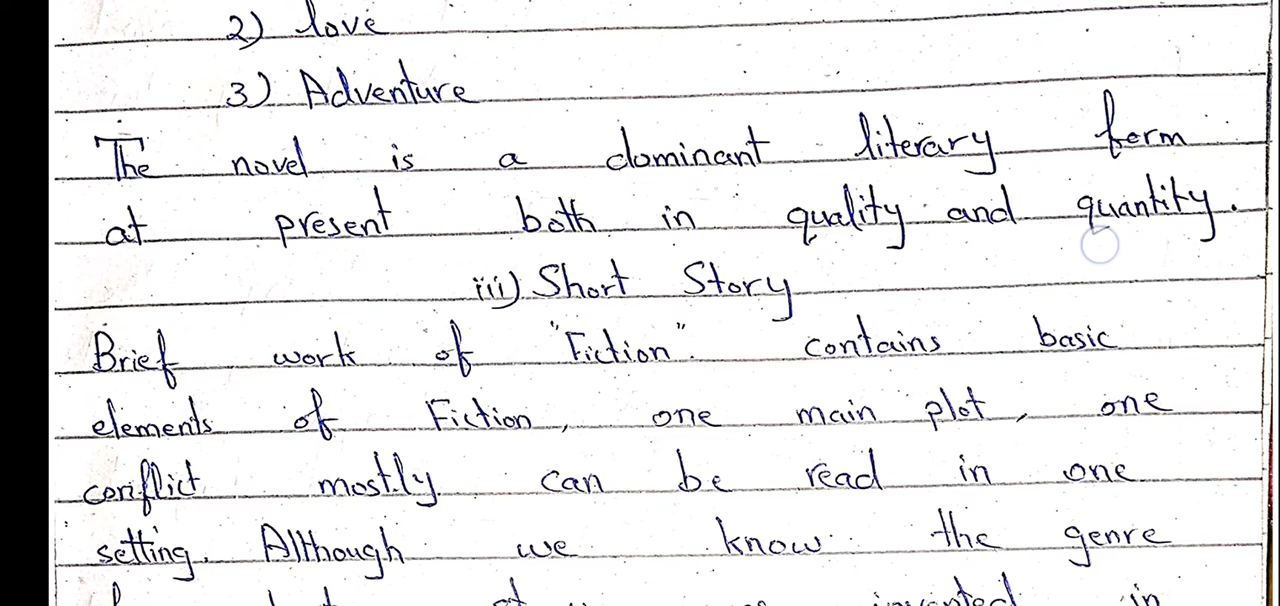 2) love
3) Adventure
The novel is a dominant literary form
at present both in quality and quantity.
iii) Short Story
Brief work of "Fiction". contains basic
elements of Fiction, one main plot, one
conflict mostly can be read in one
setting. Although we know the genre
invented in